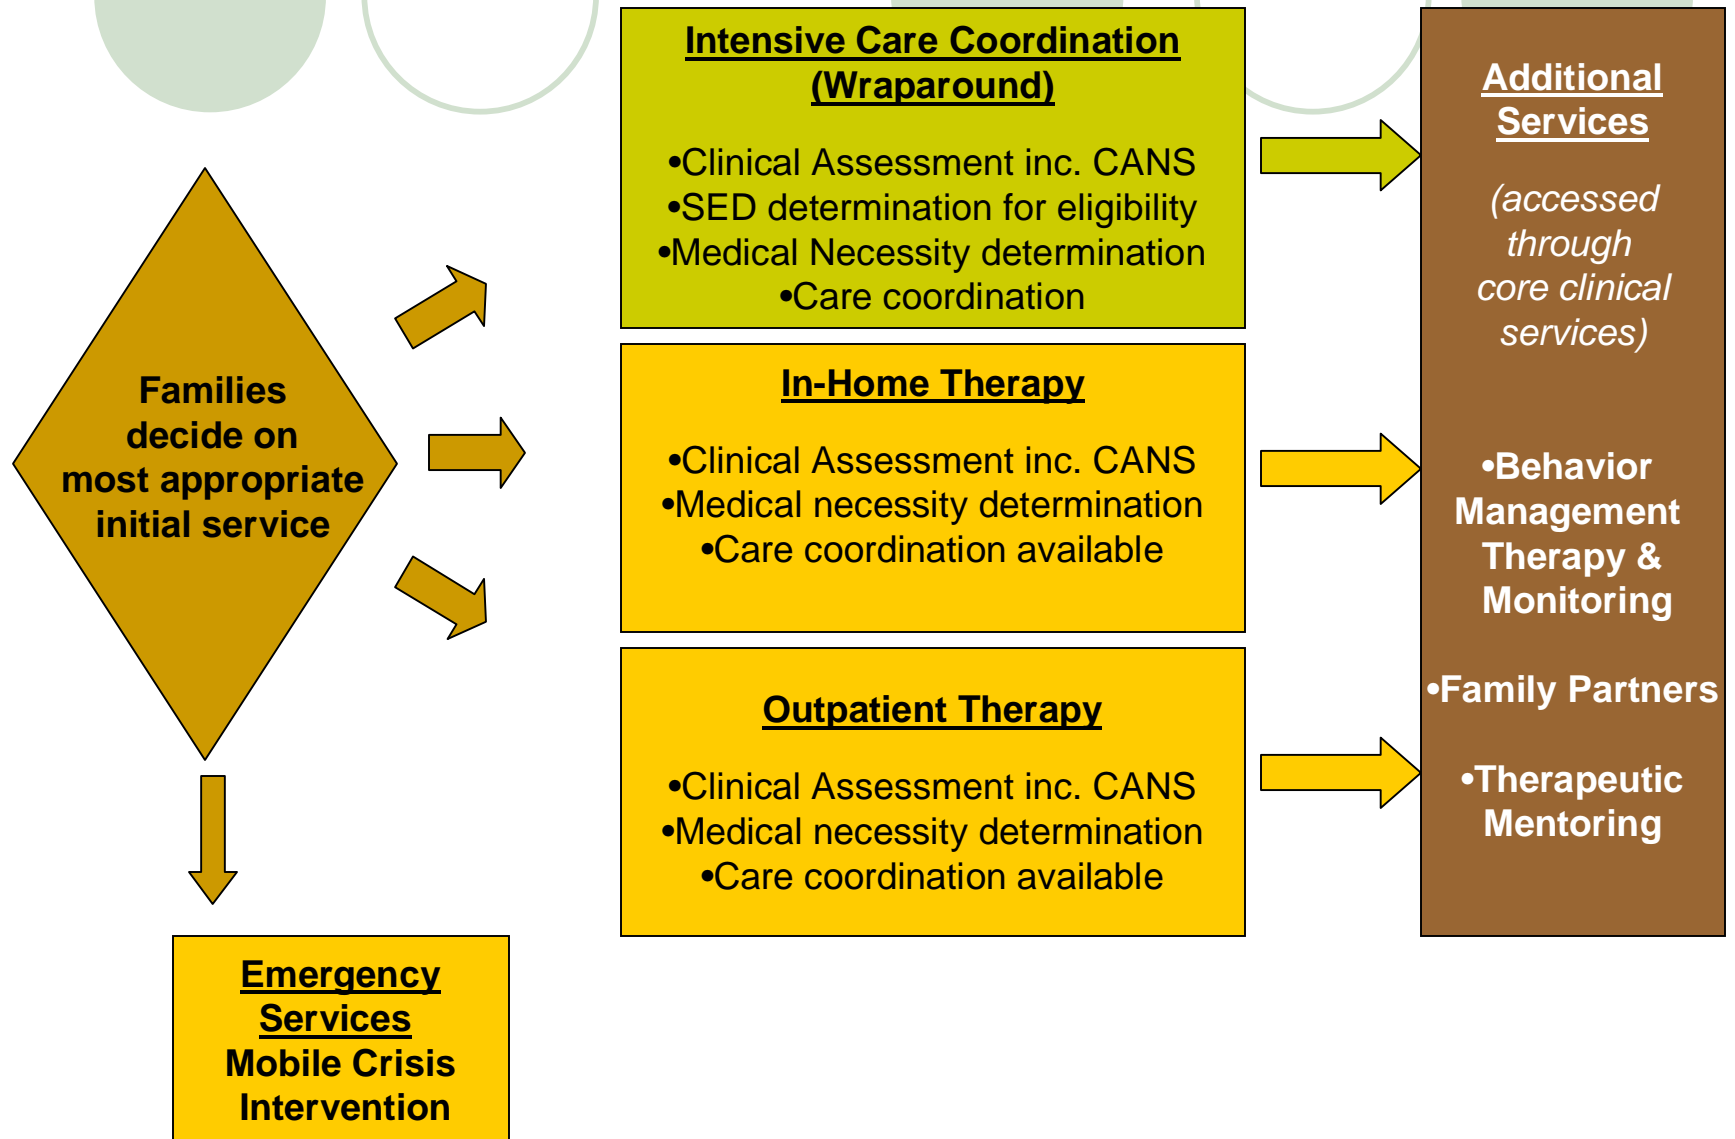 Families
decide on
most appropriate
initial service
Emergency
Services
Mobile Crisis
Intervention
Intensive Care Coordination
(Wraparound)
•Clinical Assessment inc. CANS
•SED determination for eligibility
•Medical Necessity determination
•Care coordination
In-Home Therapy
•Clinical Assessment inc. CANS
•Medical necessity determination
•Care coordination available
Outpatient Therapy
•Clinical Assessment inc. CANS
•Medical necessity determination
•Care coordination available
Additional
Services
(accessed
through
core clinical
services)
•Behavior
Management
Therapy &
Monitoring
•Family Partners
•Therapeutic
Mentoring